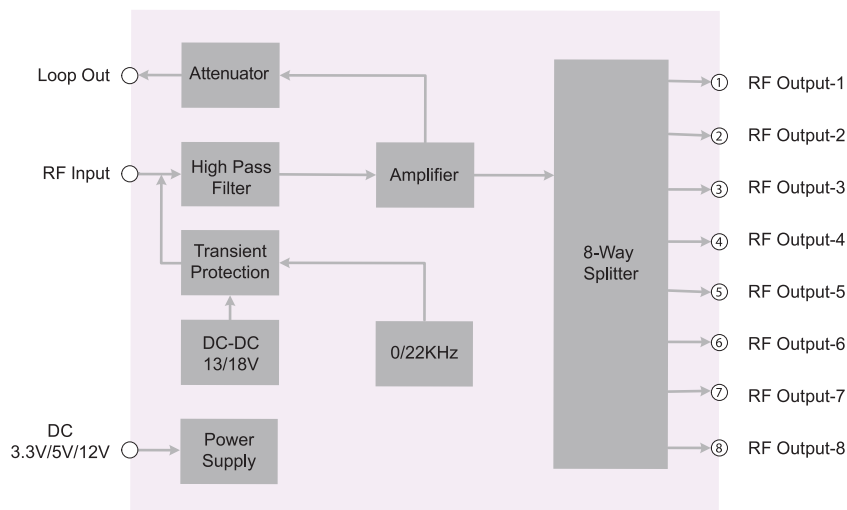 Loop Out
Attenuator
① RF Output-1
② RF Output-2
RF Input
High Pass
Filter
Amplifier
③ RF Output-3
④ RF Output-4
Transient
Protection
8-Way
Splitter
⑤ RF Output-5
DC-DC
13/18V
0/22KHz
⑥ RF Output-6
⑦ RF Output-7
DC
3.3V/5V/12V
Power
Supply
⑧ RF Output-8